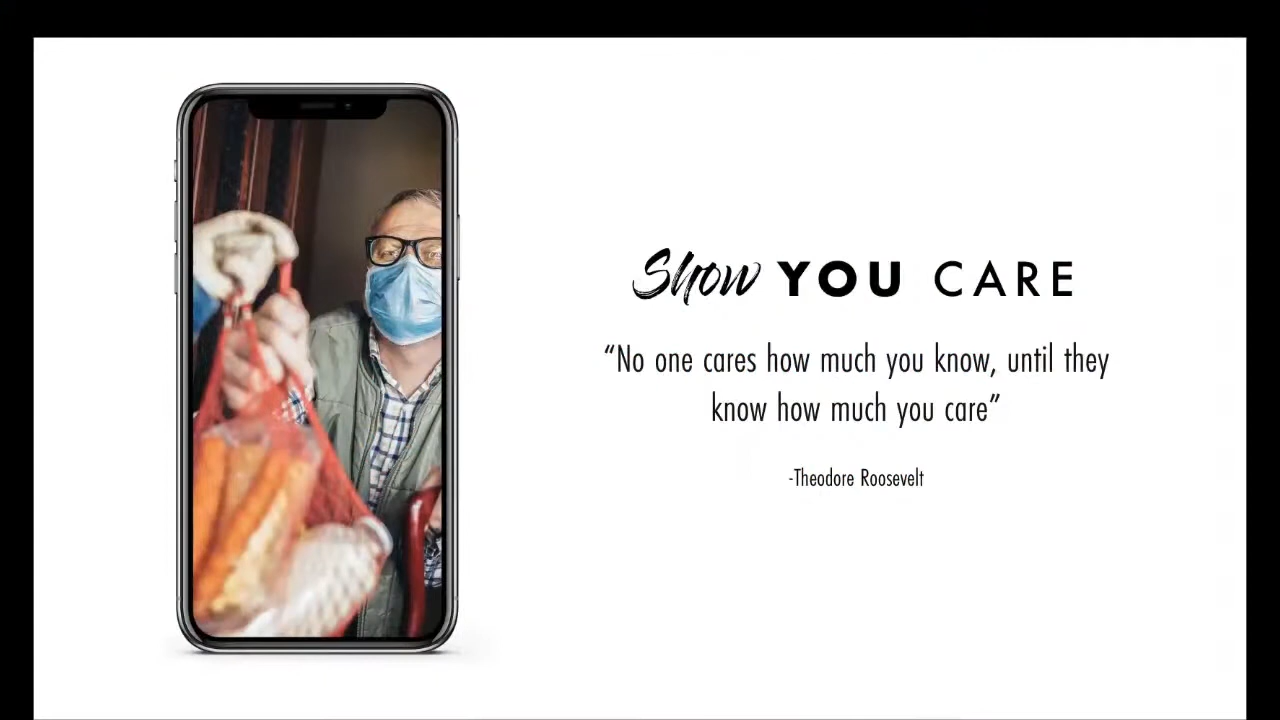 Show YOU CARE
“No one cares how much you know, until they
know how much you care”
-Theodore Roosevelt